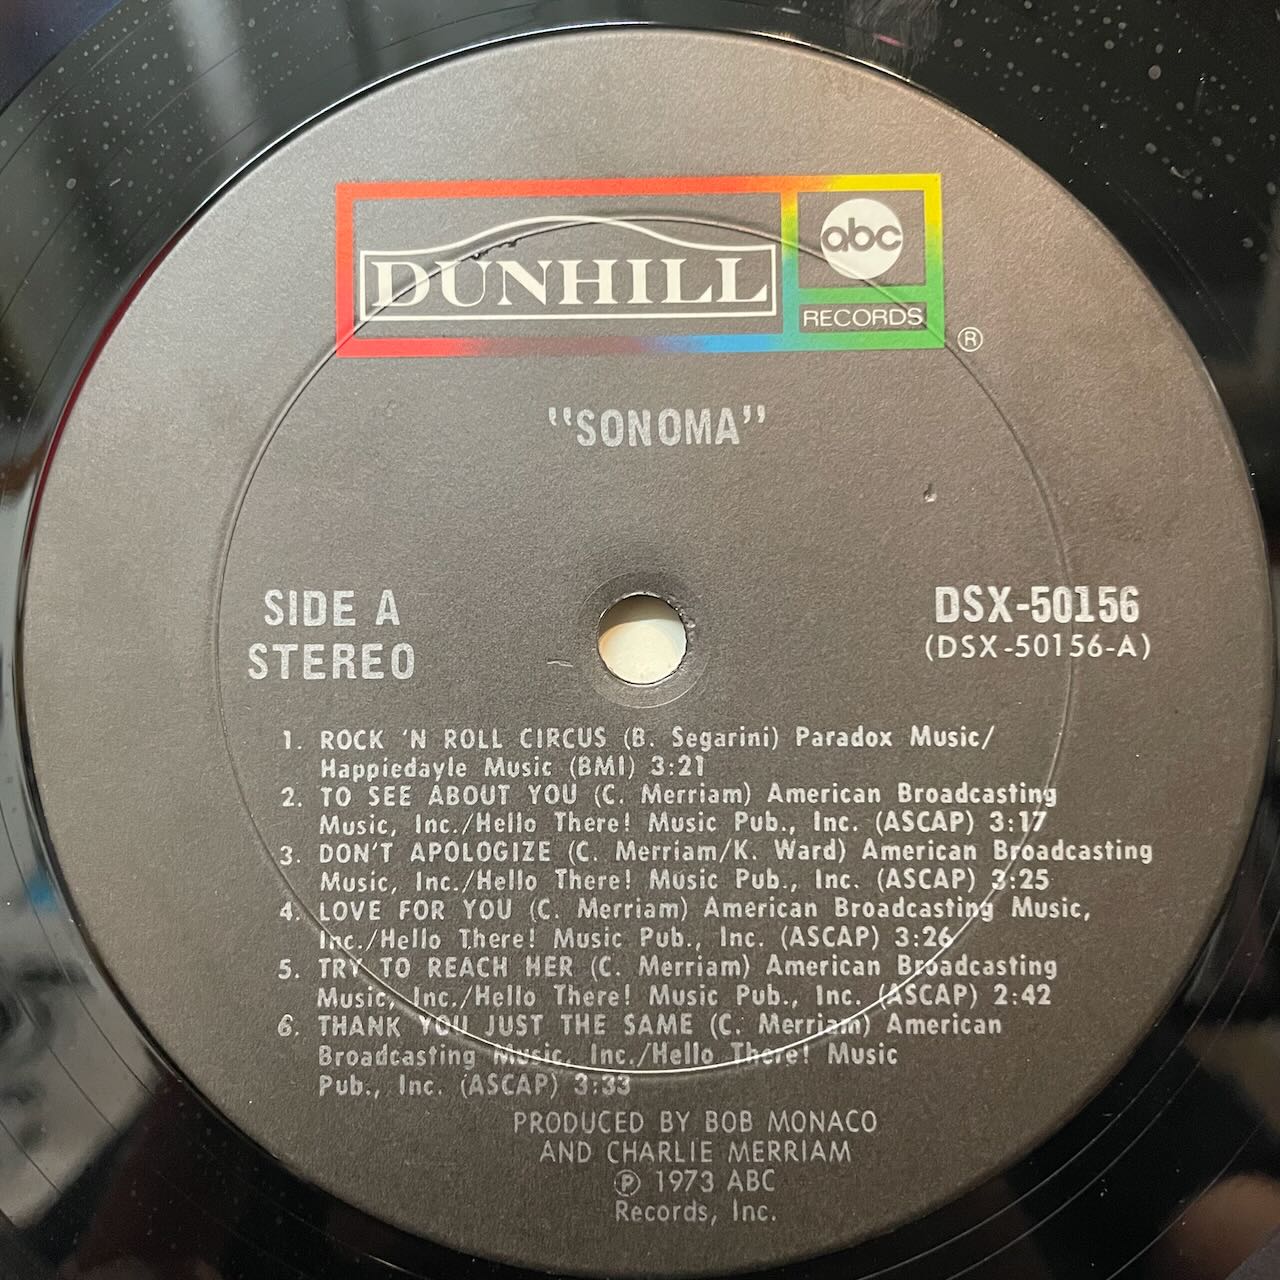 DUNHILL
abc
RECORDS
®
"SONOMA"
SIDE A
STEREO
DSX-50156
(DSX-50156-A)
1. ROCK 'N ROLL CIRCUS (B. Segarini) Paradox Music/
Happiedayle Music (BMI) 3:21
2. TO SEE ABOUT YOU (C. Merriam) American Broadcasting
Music, Inc./Hello There! Music Pub., Inc. (ASCAP) 3:17
3. DON'T APOLOGIZE (C. Merriam/K. Ward) American Broadcasting
Music, Inc./Hello There! Music Pub., Inc. (ASCAP) 3:25
4. LOVE FOR YOU (C. Merriam) American Broadcasting Music,
Inc./Hello There! Music Pub., Inc. (ASCAP) 3:26
5. TRY TO REACH HER (C. Merriam) American Broadcasting
Music, Inc./Hello There! Music Pub., Inc. (ASCAP) 2:42
6. THANK YOU JUST THE SAME (C. Merriam) American
Broadcasting Music, Inc./Hello There! Music
Pub., Inc. (ASCAP) 3:33
PRODUCED BY BOB MONACO
AND CHARLIE MERRIAM
℗ 1973 ABC
Records, Inc.